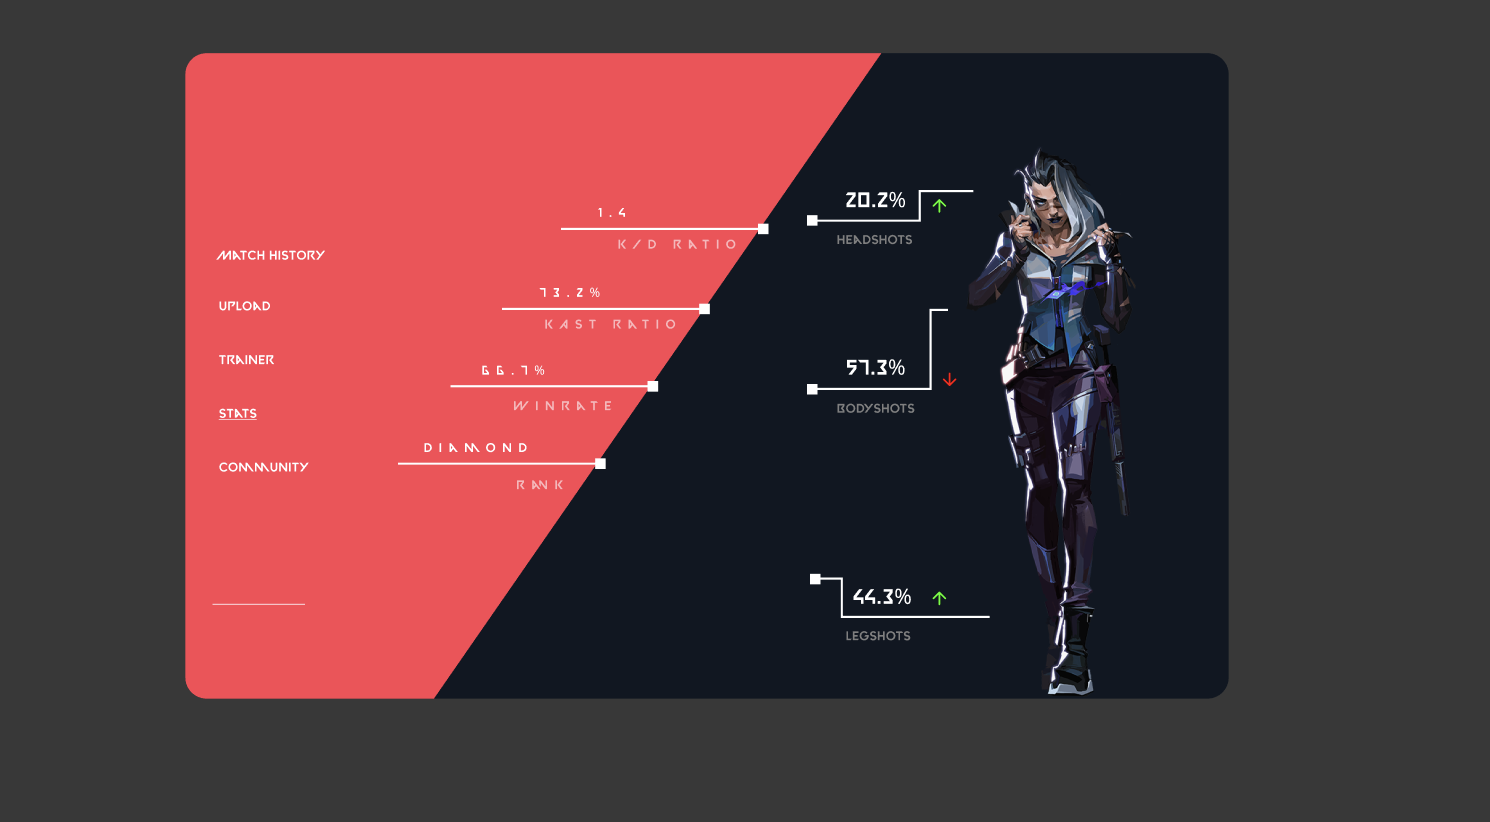 MATCH HISTORY
UPLOAD
TRAINER
STATS
COMMUNITY
1.4
K/D RATIO
73.2%
KAST RATIO
66.7%
WINRATE
DIAMOND
RANK
20.2%
HEADSHOTS
57.3%
BODYSHOTS
44.3%
LEGSHOTS